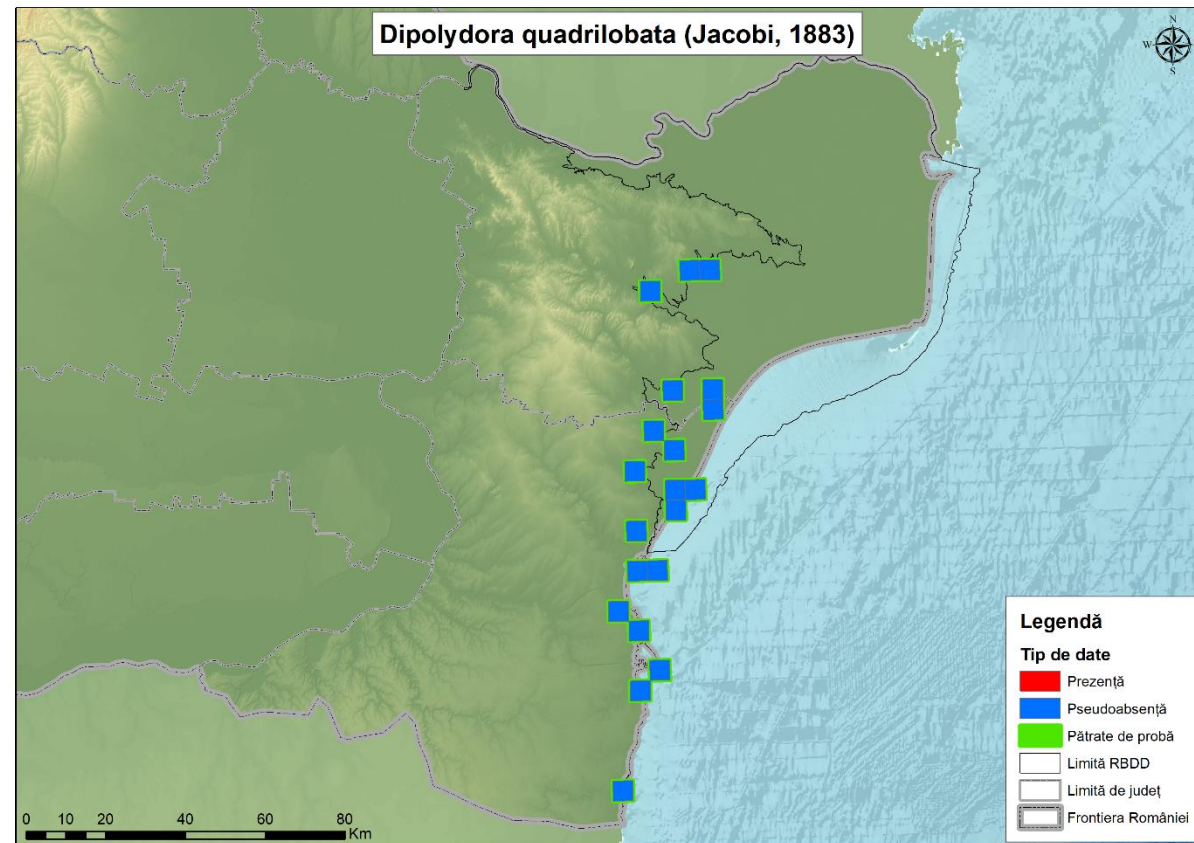 Dipolydora quadrilobata (Jacobi, 1883)
N
W E
S
Legendă
Tip de date
Prezență
Pseudoabsență
Pătrate de probă
Limită RBDD
Limită de județ
Frontiera României
0 10 20 40 60 80
Km